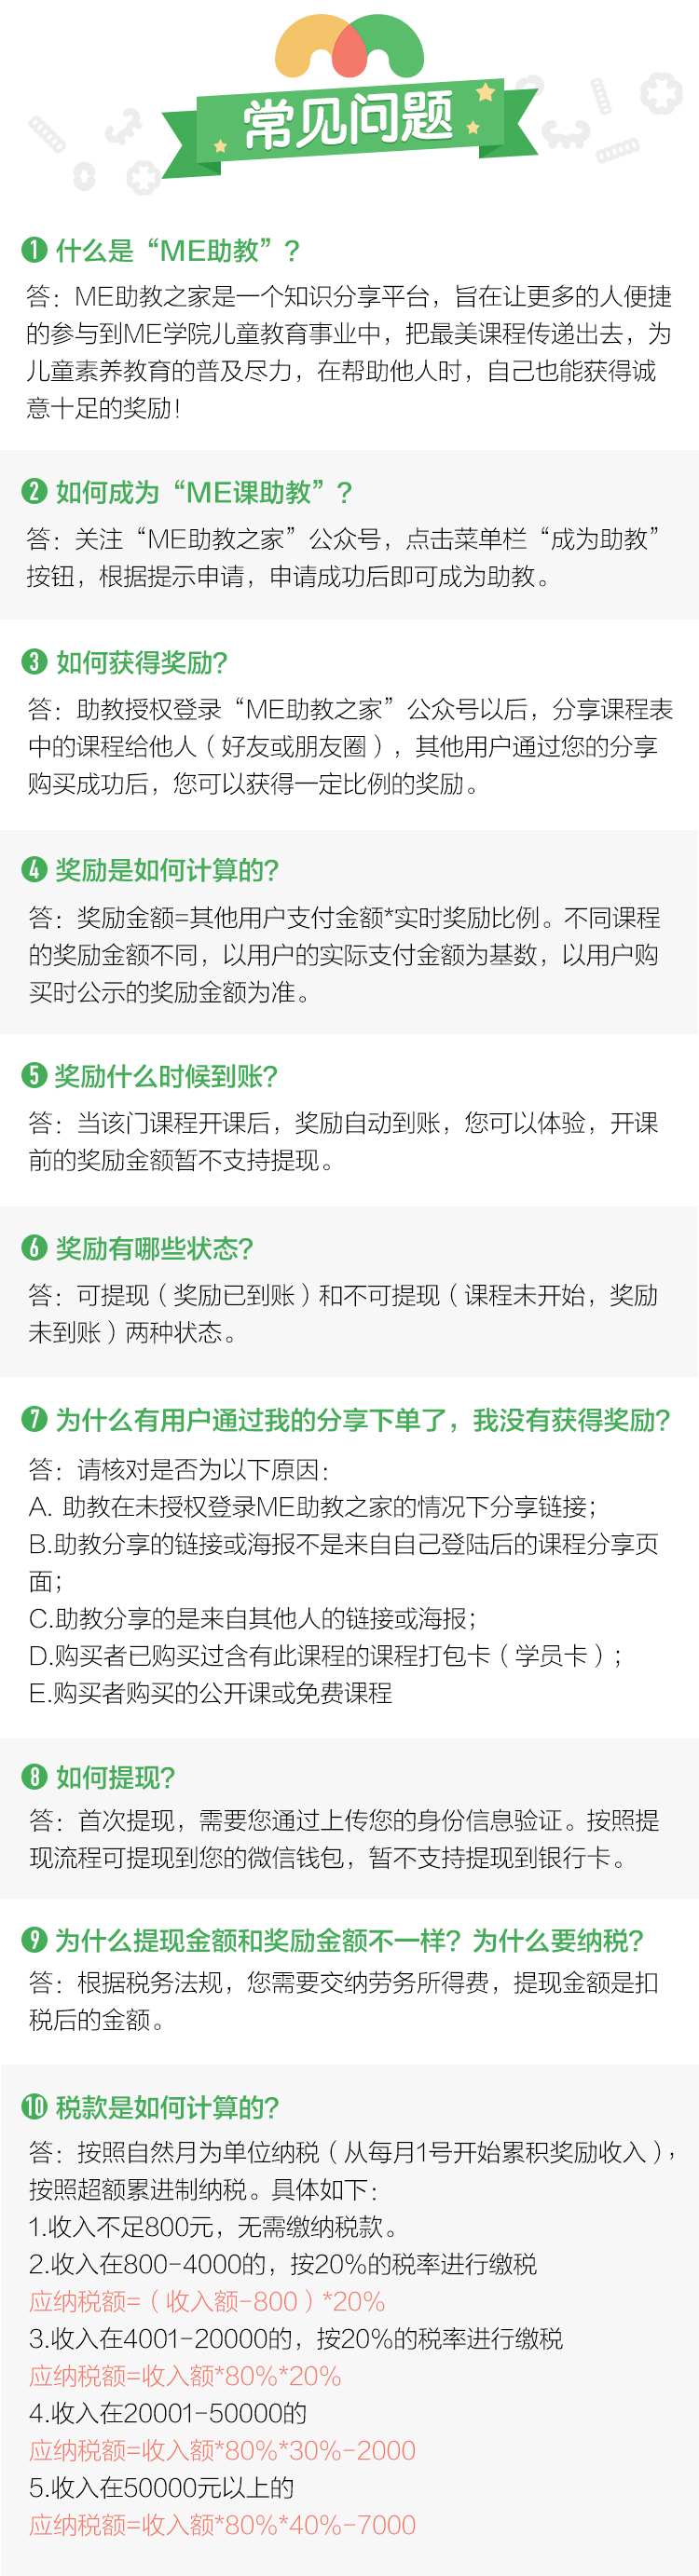 常见问题
1 什么是“ME助教”?
答：ME助教之家是一个知识分享平台，旨在让更多的人便捷
的参与到ME学院儿童教育事业中，把最美课程传递出去，为
儿童素养教育的普及尽力，在帮助他人时，自己也能获得诚
意十足的奖励！
2 如何成为“ME课助教”?
答：关注“ME助教之家”公众号，点击菜单栏“成为助教”
按钮，根据提示申请，申请成功后即可成为助教。
3 如何获得奖励?
答：助教授权登录“ME助教之家”公众号以后，分享课程表
中的课程给他人（好友或朋友圈），其他用户通过您的分享
购买成功后，您可以获得一定比例的奖励。
4 奖励是如何计算的?
答：奖励金额=其他用户支付金额*实时奖励比例。不同课程
的奖励金额不同，以用户的实际支付金额为基数，以用户购
买时公示的奖励金额为准。
5 奖励什么时候到账?
答：当该门课程开课后，奖励自动到账，您可以体验，开课
前的奖励金额暂不支持提现。
6 奖励有哪些状态?
答：可提现（奖励已到账）和不可提现（课程未开始，奖励
未到账）两种状态。
7 为什么有用户通过我的分享下单了，我没有获得奖励?
答：请核对是否为以下原因：
A. 助教在未授权登录ME助教之家的情况下分享链接；
B.助教分享的链接或海报不是来自自己登陆后的课程分享页
面；
C.助教分享的是来自其他人的链接或海报；
D.购买者已购买过含有此课程的课程打包卡（学员卡）；
E.购买者购买的公开课或免费课程
8 如何提现?
答：首次提现，需要您通过上传您的身份信息验证。按照提
现流程可提现到您的微信钱包，暂不支持提现到银行卡。
9 为什么提现金额和奖励金额不一样? 为什么要纳税?
答：根据税务法规，您需要交纳劳务所得费，提现金额是扣
税后的金额。
10 税款是如何计算的?
答：按照自然月为单位纳税（从每月1号开始累积奖励收入），
按照超额累进制纳税。具体如下：
1.收入不足800元，无需缴纳税款。
2.收入在800-4000的，按20%的税率进行缴税
应纳税额=（收入额-800）*20%
3.收入在4001-20000的，按20%的税率进行缴税
应纳税额=收入额*80%*20%
4.收入在20001-50000的
应纳税额=收入额*80%*30%-2000
5.收入在50000元以上的
应纳税额=收入额*80%*40%-7000